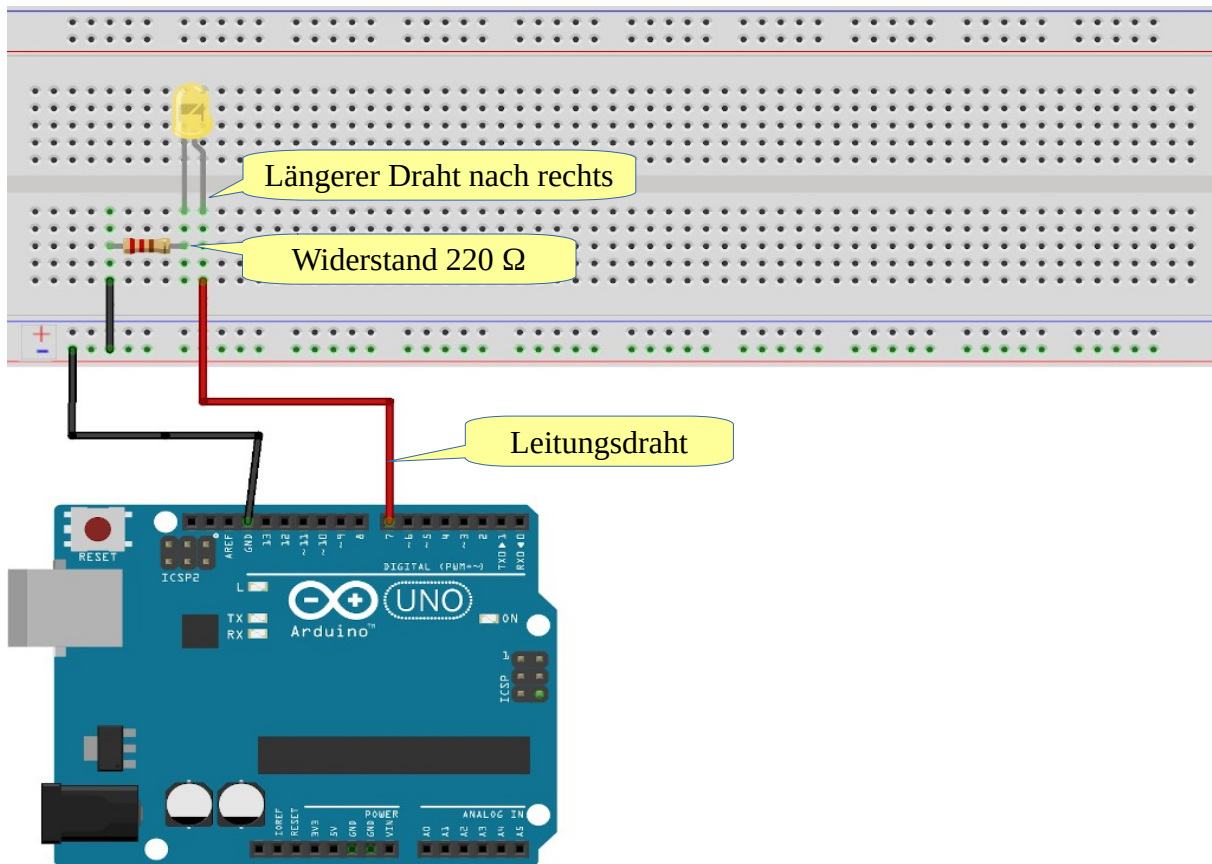 Längerer Draht nach rechts
Widerstand 220 Ω
+
-
Leitungsdraht
RESET
ICSP2
AREF
GND
13
12
~11
~10
~9
8
7
~6
~5
4
~3
2
TX0▶1
RX0◀0
DIGITAL (PWM=~)
L
TX
RX
Arduino™
UNO
ON
1
ICSP
IOREF
RESET
3V3
5V
GND
GND
VIN
POWER
ANALOG IN
A0
A1
A2
A3
A4
A5